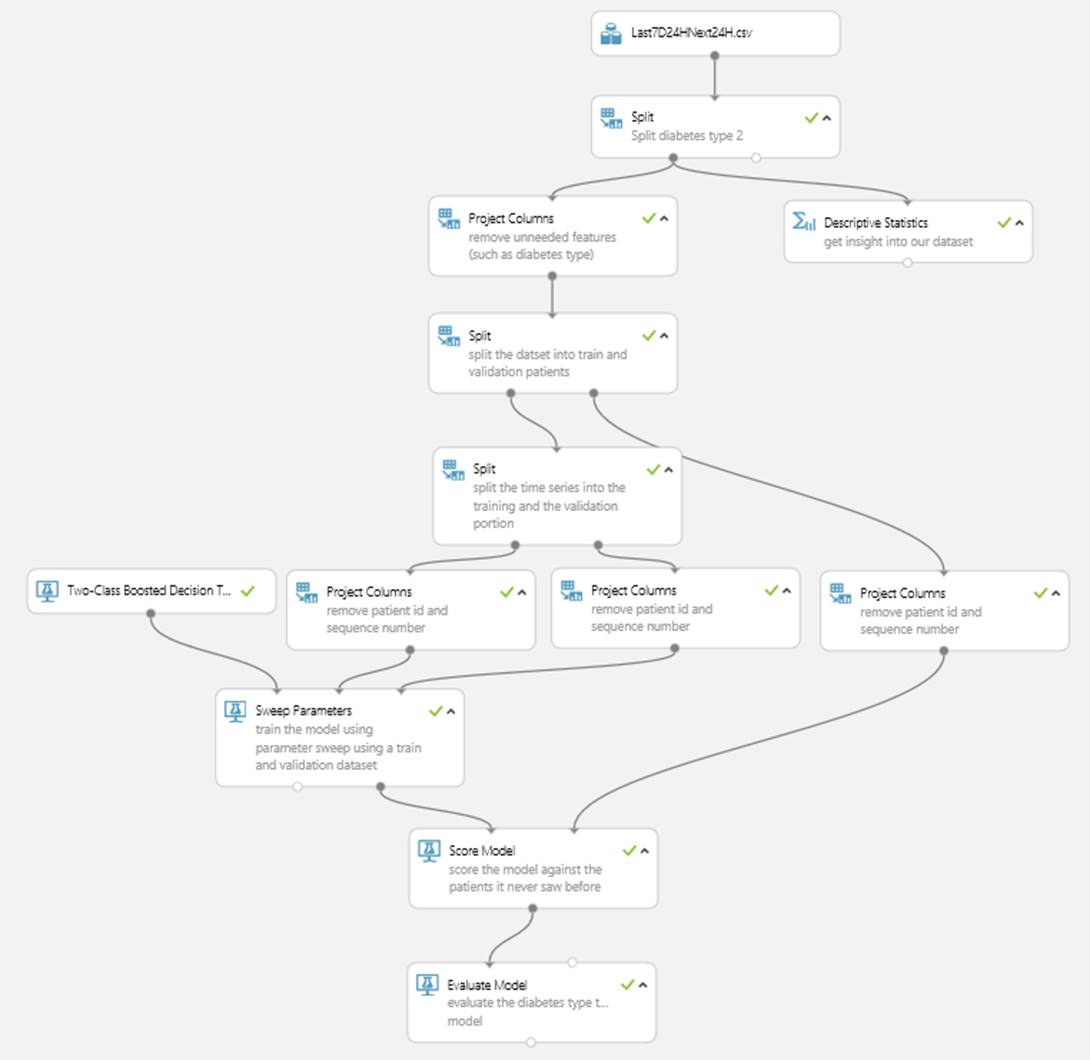 Last7D24HNext24H.csv
Split
Split diabetes type 2
Project Columns
remove unneeded features
(such as diabetes type)
Descriptive Statistics
get insight into our dataset
Split
split the datset into train and
validation patients
Split
split the time series into the
training and the validation
portion
Two-Class Boosted Decision T...
Project Columns
remove patient id and
sequence number
Project Columns
remove patient id and
sequence number
Project Columns
remove patient id and
sequence number
Sweep Parameters
train the model using
parameter sweep using a train
and validation dataset
Score Model
score the model against the
patients it never saw before
Evaluate Model
evaluate the diabetes type t...
model